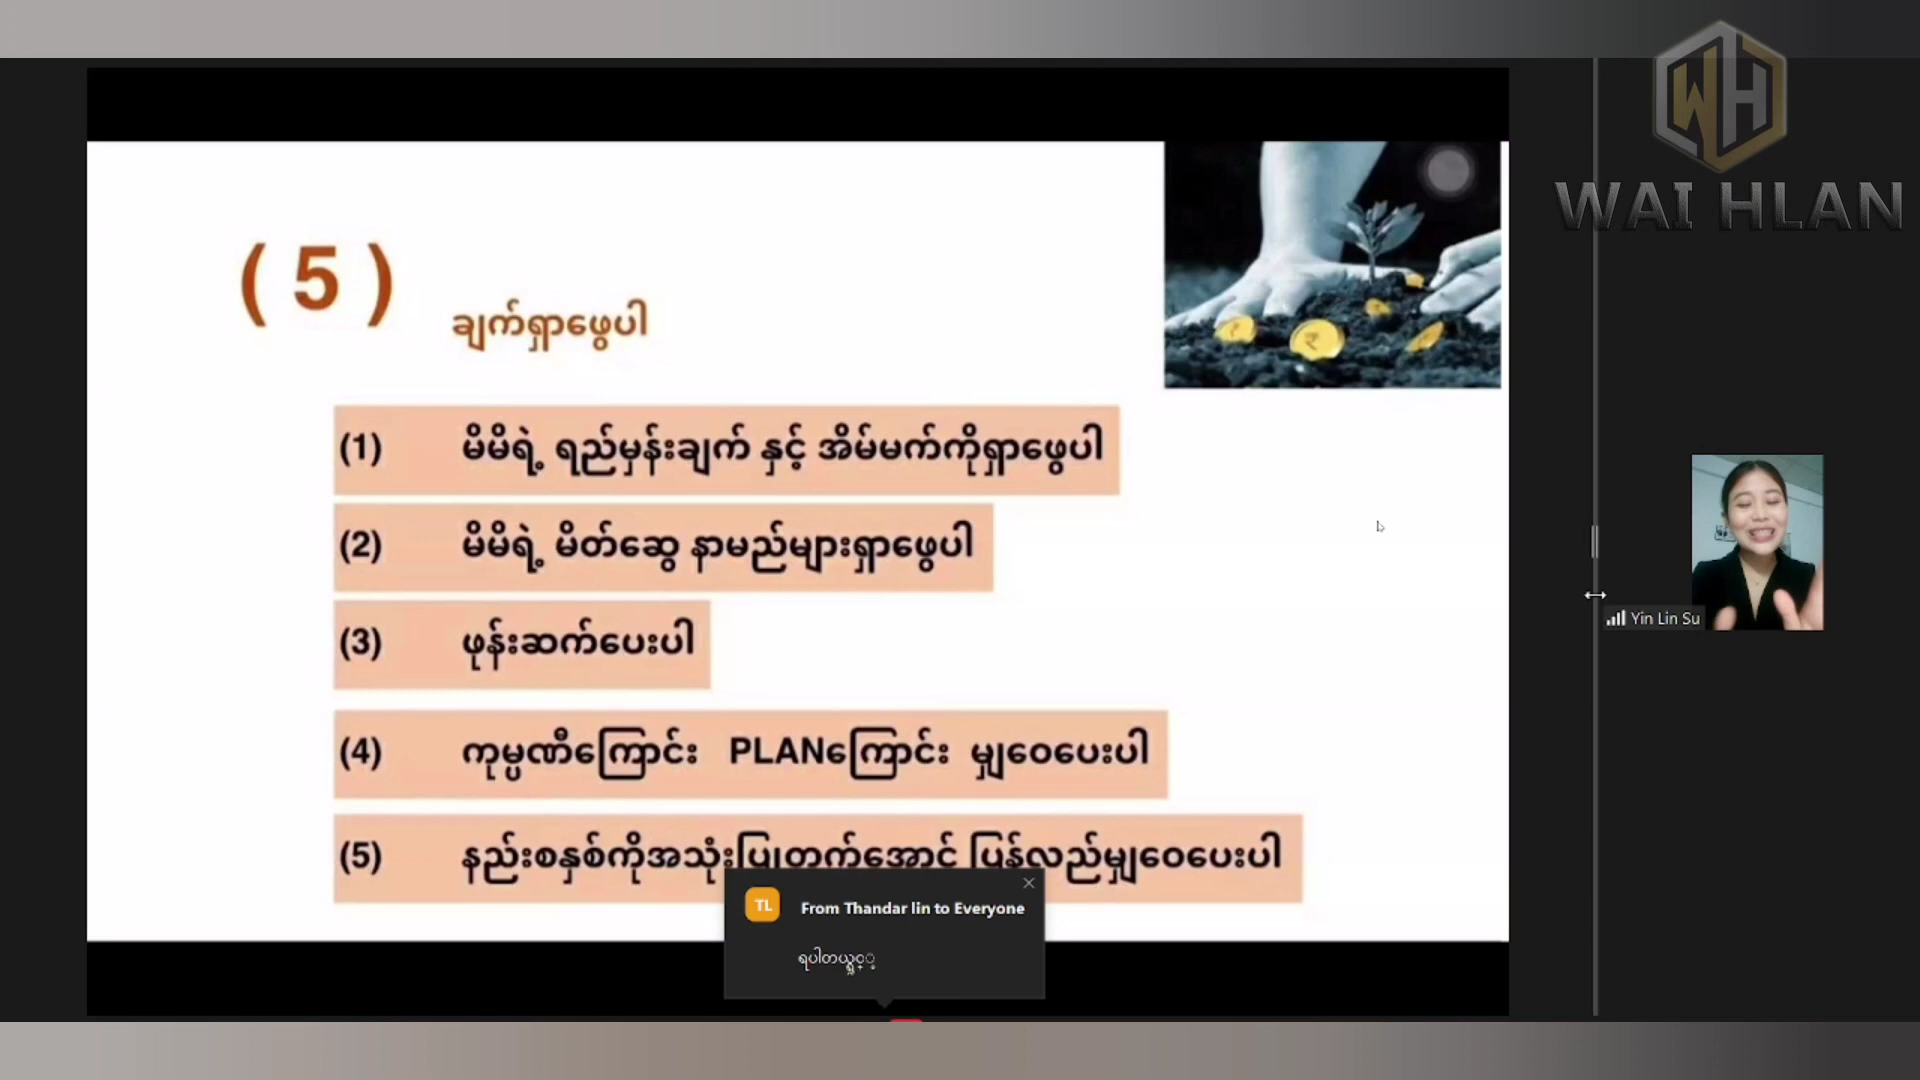 WH
WAI HLAN
( 5 )
ချက်ရှာဖွေပါ
(1) မိမိရဲ့ ရည်မှန်းချက် နှင့် အိမ်မက်ကိုရှာဖွေပါ
(2) မိမိရဲ့ မိတ်ဆွေ နာမည်များရှာဖွေပါ
(3) ဖုန်းဆက်ပေးပါ
(4) ကုမ္ပဏီကြောင်း PLANကြောင်း မျှဝေပေးပါ
(5) နည်းစနှစ်ကိုအသုံးပြုတက်အောင် ပြန်လည်မျှဝေပေးပါ
Yin Lin Su
TL
From Thandar lin to Everyone